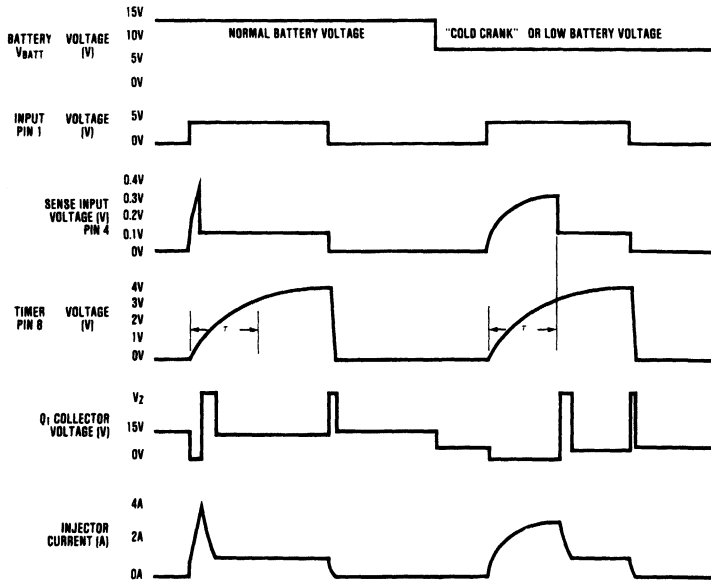 15V
BATTERY VOLTAGE 10V NORMAL BATTERY VOLTAGE "COLD CRANK" OR LOW BATTERY VOLTAGE
VBATT (V) 5V
0V
INPUT VOLTAGE 5V
PIN 1 (V) 0V
0.4V
SENSE INPUT 0.3V
VOLTAGE (V) 0.2V
PIN 4 0.1V
0V
4V
TIMER VOLTAGE 3V
PIN 8 (V) 2V
τ τ
1V
0V
VZ
Q1 COLLECTOR 15V
VOLTAGE (V) 0V
4A
INJECTOR 2A
CURRENT (A)
0A